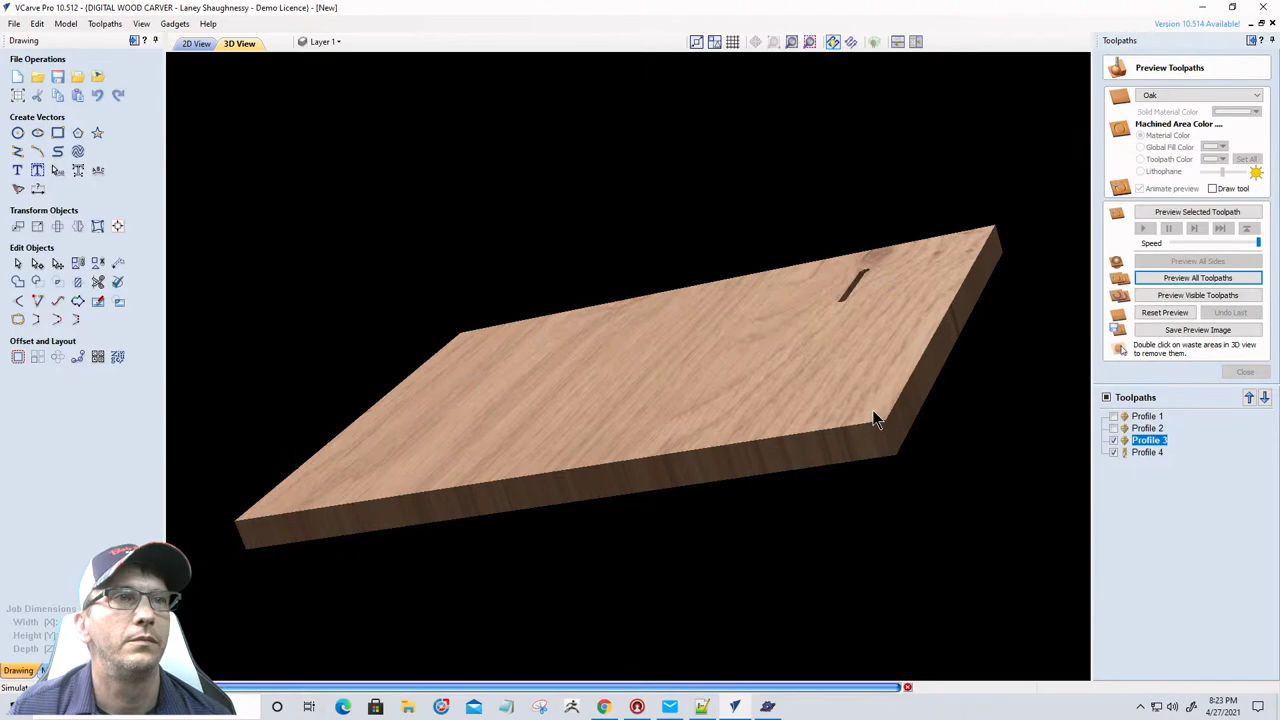 VCarve Pro 10.512 - {DIGITAL WOOD CARVER - Laney Shaughnessy - Demo Licence} - [New]
File Edit Model Toolpaths View Gadgets Help
Version 10.514 Available!
Drawing
2D View 3D View Layer 1
Toolpaths
File Operations
Create Vectors
Transform Objects
Edit Objects
Offset and Layout
Job Dimensions
Width [X]:
Height [Y]:
Depth [Z]:
Drawing
Preview Toolpaths
Oak
Solid Material Color
Machined Area Color ....
Material Color
Global Fill Color
Toolpath Color Set All
Lithophane
Animate preview Draw tool
Preview Selected Toolpath
Speed
Preview All Sides
Preview All Toolpaths
Preview Visible Toolpaths
Reset Preview Undo Last
Save Preview Image
Double click on waste areas in 3D view
to remove them.
Close
Toolpaths
Profile 1
Profile 2
Profile 3
Profile 4
8:23 PM
4/27/2021